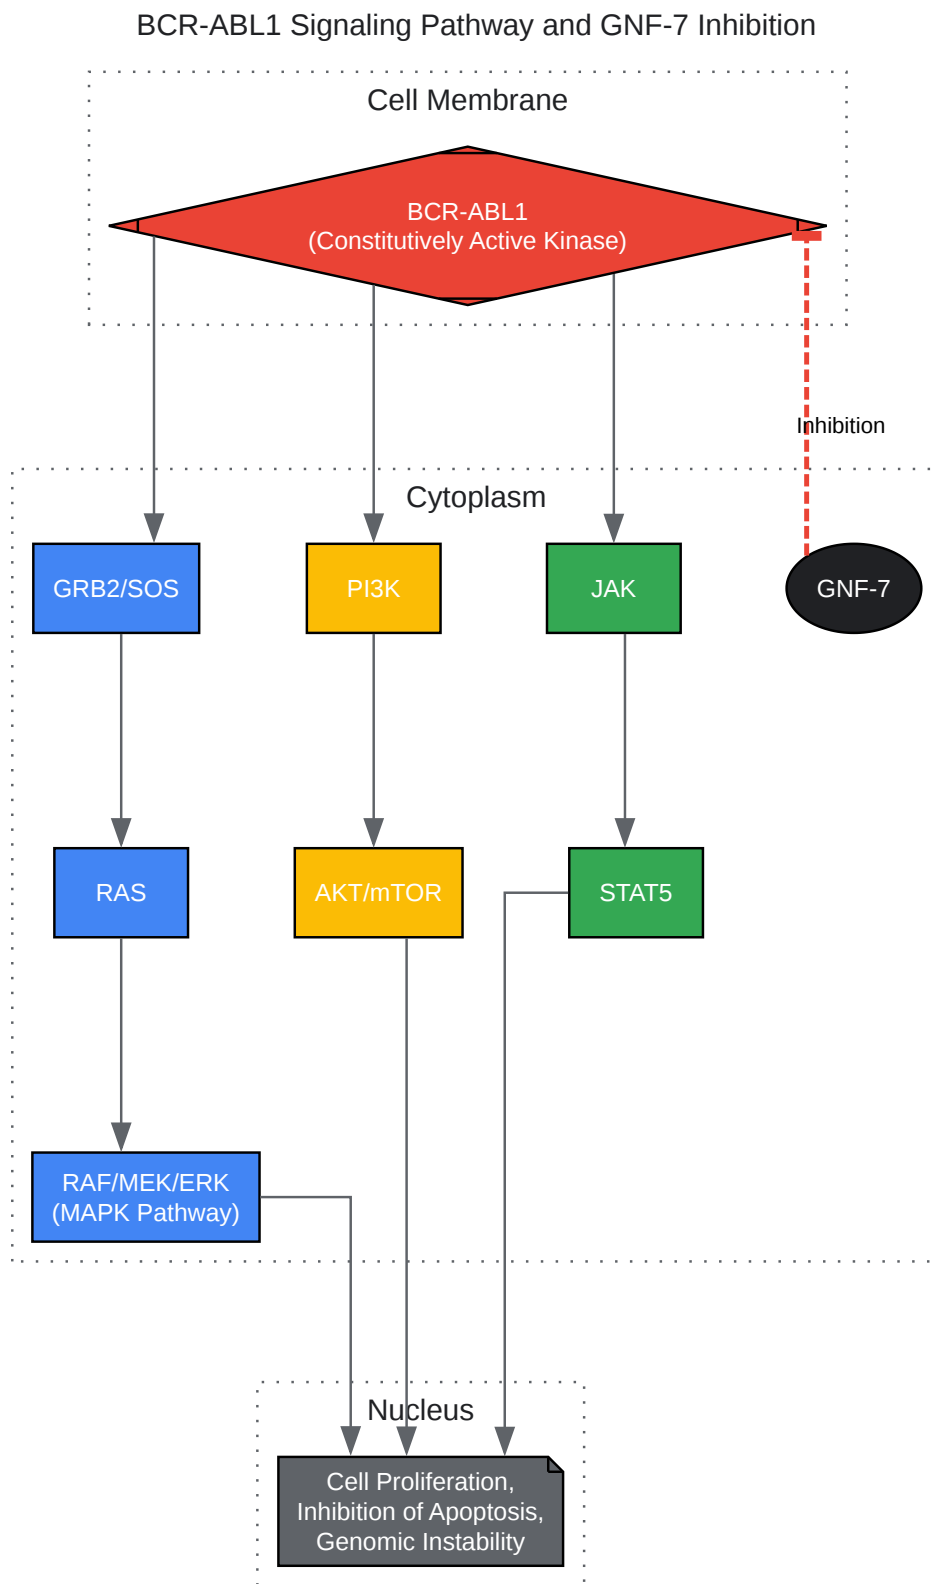 BCR-ABL1 Signaling Pathway and GNF-7 Inhibition
Cell Membrane
BCR-ABL1
(Constitutively Active Kinase)
Inhibition
Cytoplasm
GRB2/SOS
PI3K
JAK
GNF-7
RAS
AKT/mTOR
STAT5
RAF/MEK/ERK
(MAPK Pathway)
Nucleus
Cell Proliferation,
Inhibition of Apoptosis,
Genomic Instability